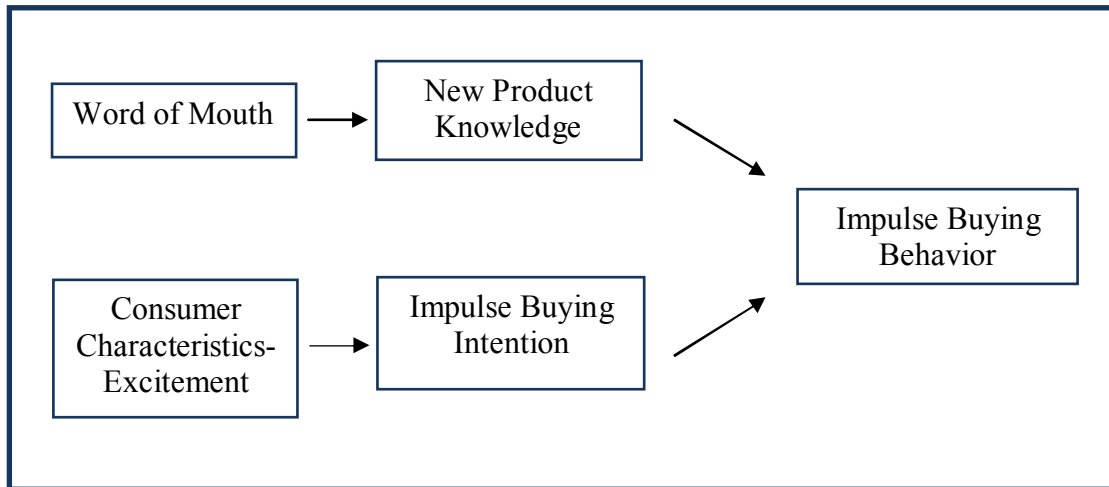 Word of Mouth
New Product
Knowledge
Impulse Buying
Behavior
Consumer
Characteristics-
Excitement
Impulse Buying
Intention